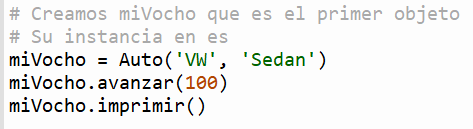 # Creamos miVocho que es el primer objeto
# Su instancia en es
miVocho = Auto('VW', 'Sedan')
miVocho.avanzar(100)
miVocho.imprimir()